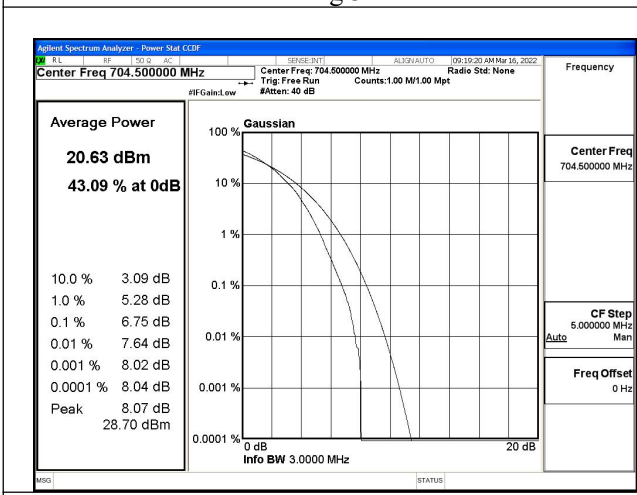 Agilent Spectrum Analyzer - Power Stat CCDF
RL RF 50 Ω AC SENSE:INT ALIGNAUTO 09:19:20 AM Mar 16, 2022
Center Freq 704.500000 MHz
Center Freq: 704.500000 MHz Radio Std: None
Trig: Free Run Counts:1.00 M/1.00 Mpt
#IFGain:Low #Atten: 40 dB
Frequency
Average Power
20.63 dBm
43.09 % at 0dB
10.0 % 3.09 dB
1.0 % 5.28 dB
0.1 % 6.75 dB
0.01 % 7.64 dB
0.001 % 8.02 dB
0.0001 % 8.04 dB
Peak 8.07 dB
28.70 dBm
Gaussian
100 %
10 %
1 %
0.1 %
0.01 %
0.001 %
0.0001 %
0 dB 20 dB
Info BW 3.0000 MHz
Center Freq
704.500000 MHz
CF Step
5.000000 MHz
Auto Man
Freq Offset
0 Hz
MSG STATUS